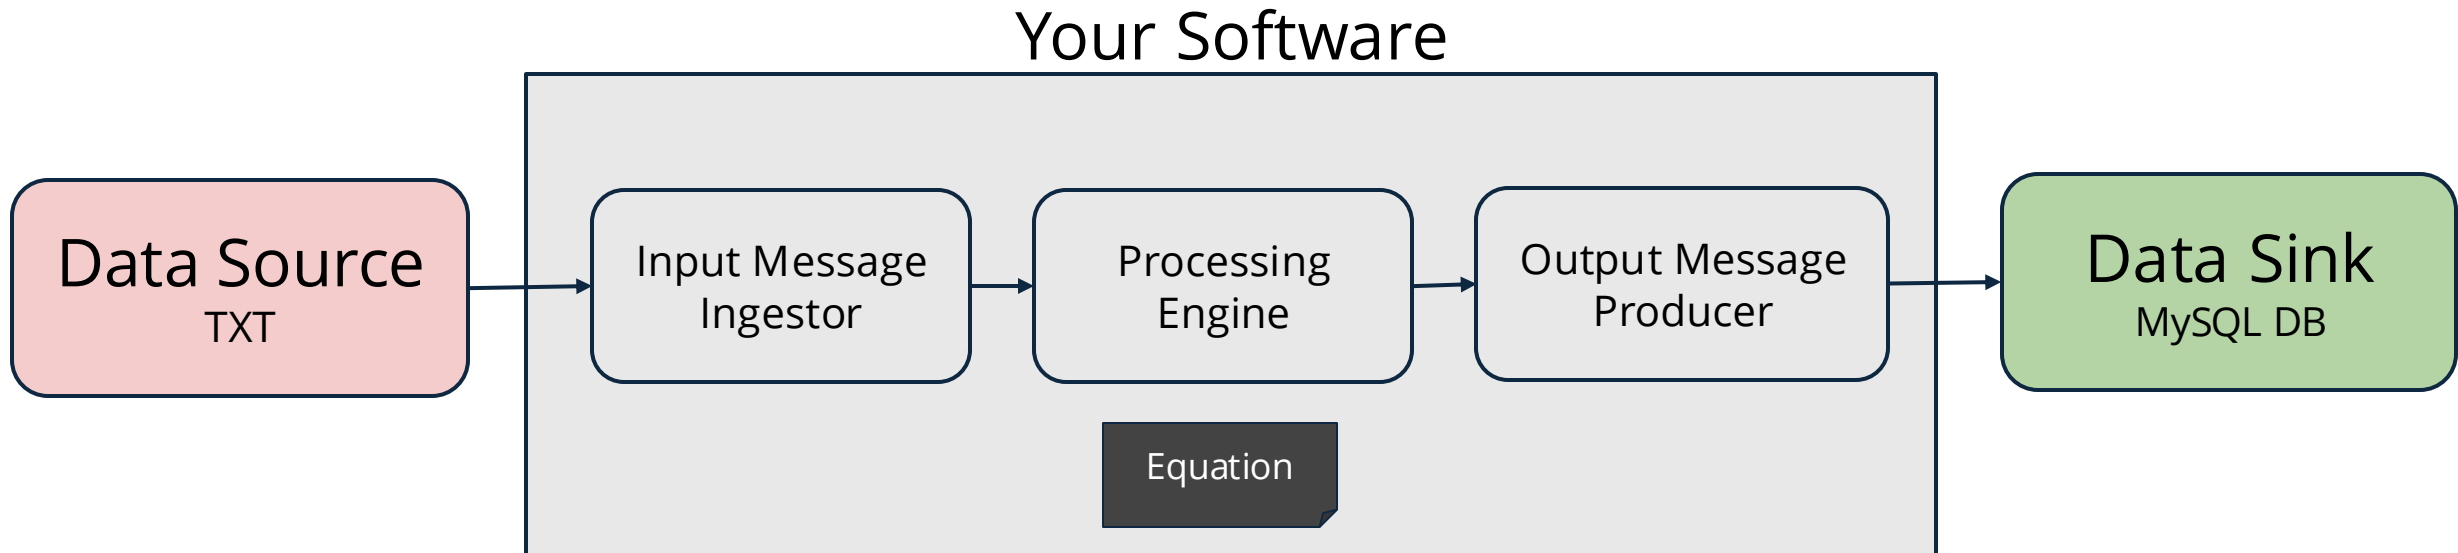 Your Software
Data Source
TXT
Input Message
Ingestor
Processing
Engine
Output Message
Producer
Data Sink
MySQL DB
Equation